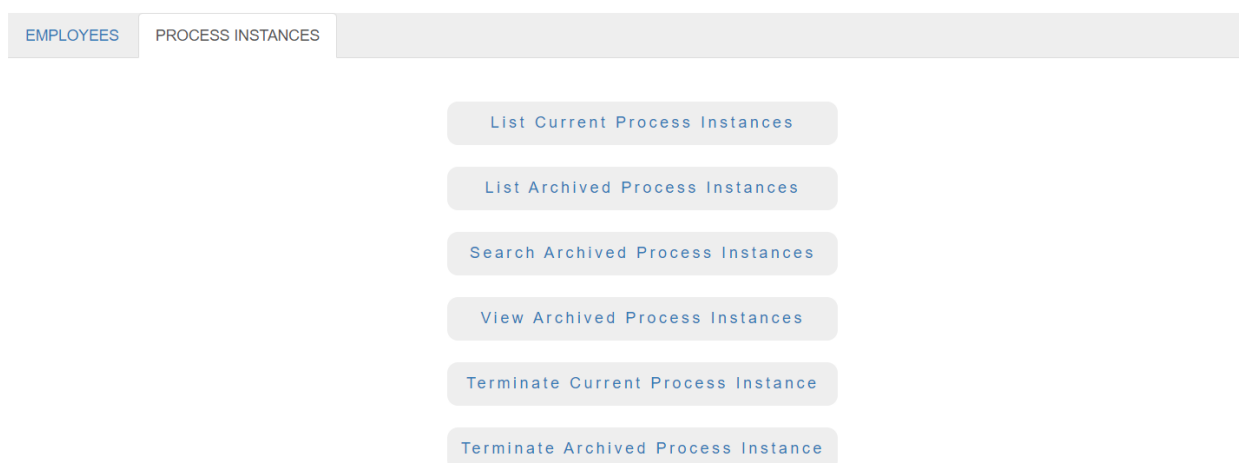 EMPLOYEES PROCESS INSTANCES
List Current Process Instances
List Archived Process Instances
Search Archived Process Instances
View Archived Process Instances
Terminate Current Process Instance
Terminate Archived Process Instance